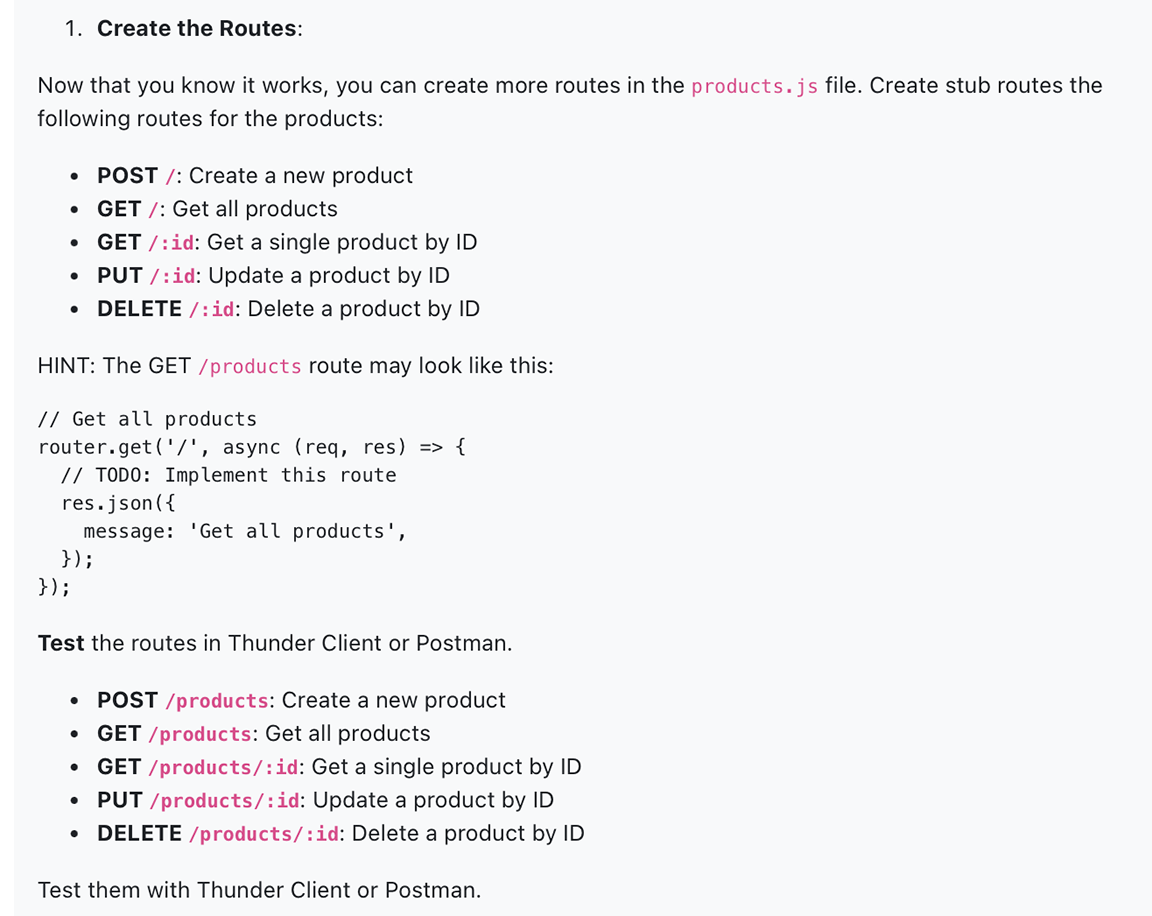 1. Create the Routes:
Now that you know it works, you can create more routes in the products.js file. Create stub routes the
following routes for the products:
• POST /: Create a new product
• GET /: Get all products
• GET /:id: Get a single product by ID
• PUT /:id: Update a product by ID
• DELETE /:id: Delete a product by ID
HINT: The GET /products route may look like this:
// Get all products
router.get('/', async (req, res) => {
  // TODO: Implement this route
  res.json({
    message: 'Get all products',
  });
});
Test the routes in Thunder Client or Postman.
• POST /products: Create a new product
• GET /products: Get all products
• GET /products/:id: Get a single product by ID
• PUT /products/:id: Update a product by ID
• DELETE /products/:id: Delete a product by ID
Test them with Thunder Client or Postman.